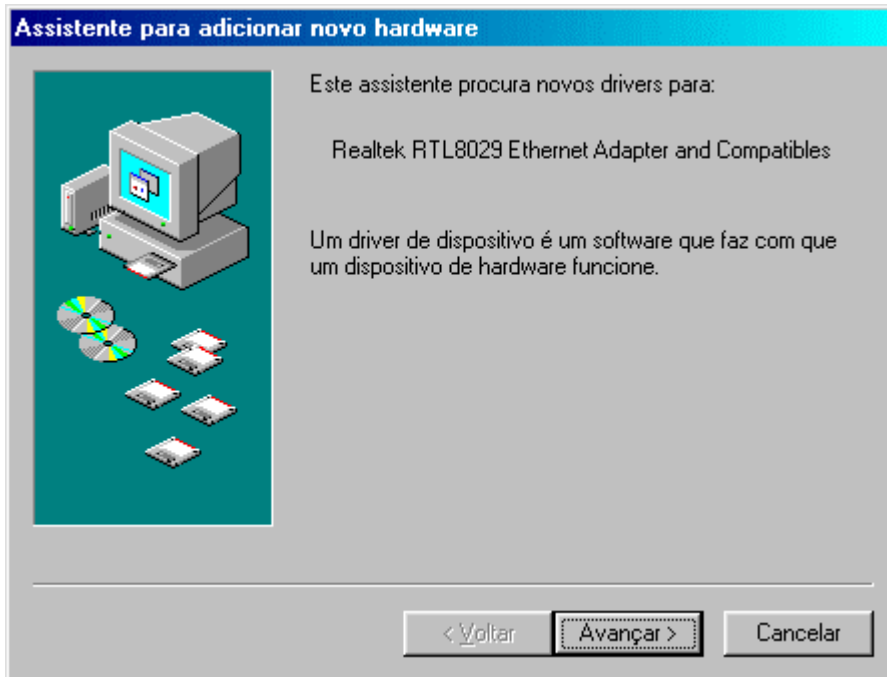 Assistente para adicionar novo hardware
Este assistente procura novos drivers para:
Realtek RTL8029 Ethernet Adapter and Compatibles
Um driver de dispositivo é um software que faz com que
um dispositivo de hardware funcione.
< Voltar
Avançar >
Cancelar